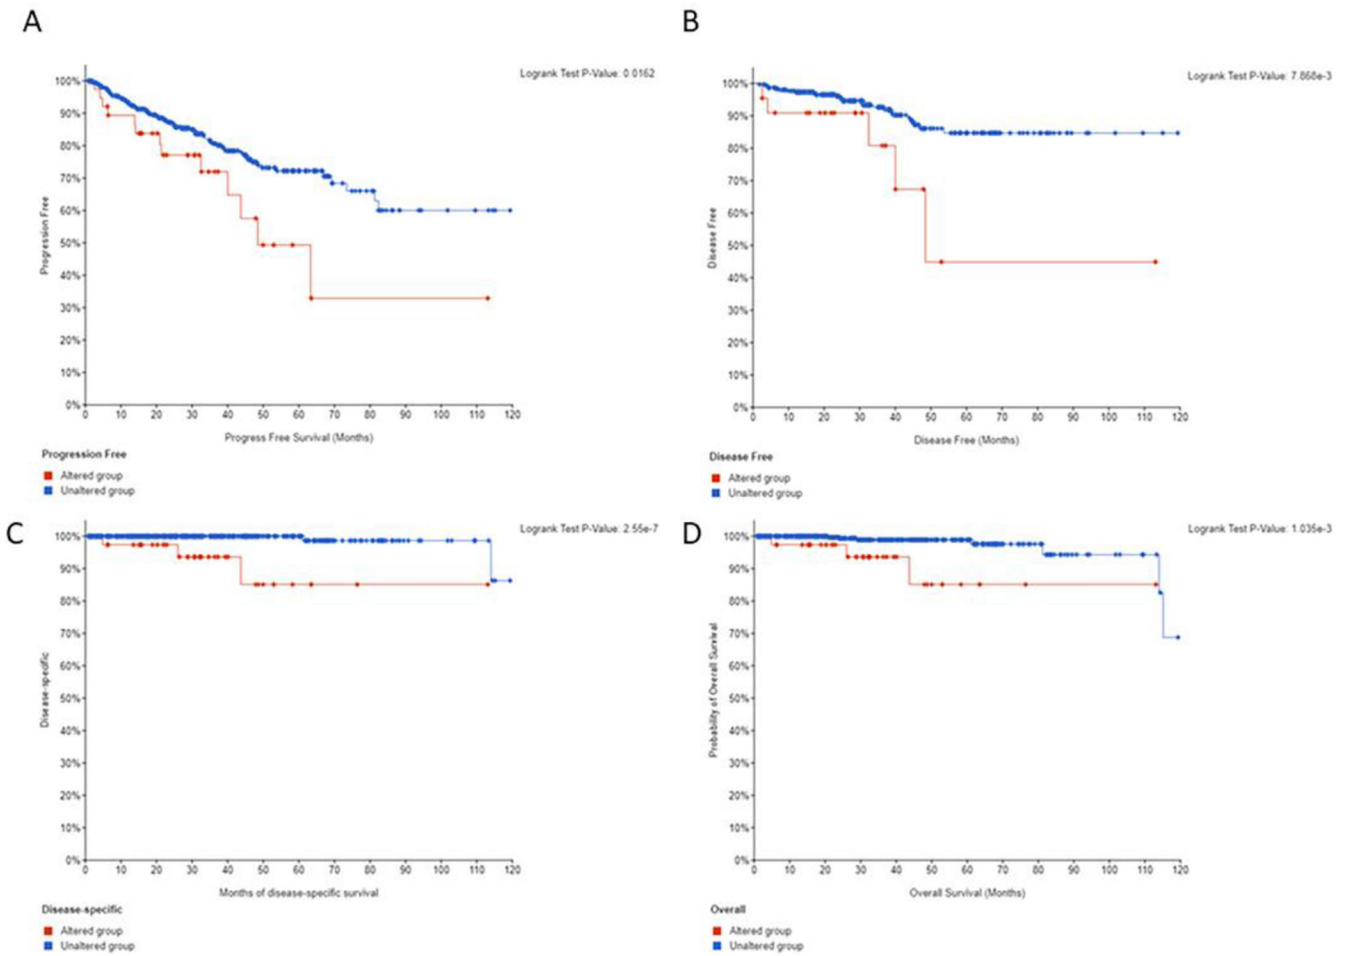 A
Logrank Test P-Value: 0.0162
100%
90%
80%
70%
60%
50%
40%
30%
20%
10%
0%
Progression Free
0 10 20 30 40 50 60 70 80 90 100 110 120
Progress Free Survival (Months)
Progression Free
Altered group
Unaltered group
B
Logrank Test P-Value: 7.868e-3
100%
90%
80%
70%
60%
50%
40%
30%
20%
10%
0%
Disease Free
0 10 20 30 40 50 60 70 80 90 100 110 120
Disease Free (Months)
Disease Free
Altered group
Unaltered group
C
Logrank Test P-Value: 2.55e-7
100%
90%
80%
70%
60%
50%
40%
30%
20%
10%
0%
Disease-specific
0 10 20 30 40 50 60 70 80 90 100 110 120
Months of disease-specific survival
Disease-specific
Altered group
Unaltered group
D
Logrank Test P-Value: 1.035e-3
100%
90%
80%
70%
60%
50%
40%
30%
20%
10%
0%
Probability of Overall Survival
0 10 20 30 40 50 60 70 80 90 100 110 120
Overall Survival (Months)
Overall
Altered group
Unaltered group